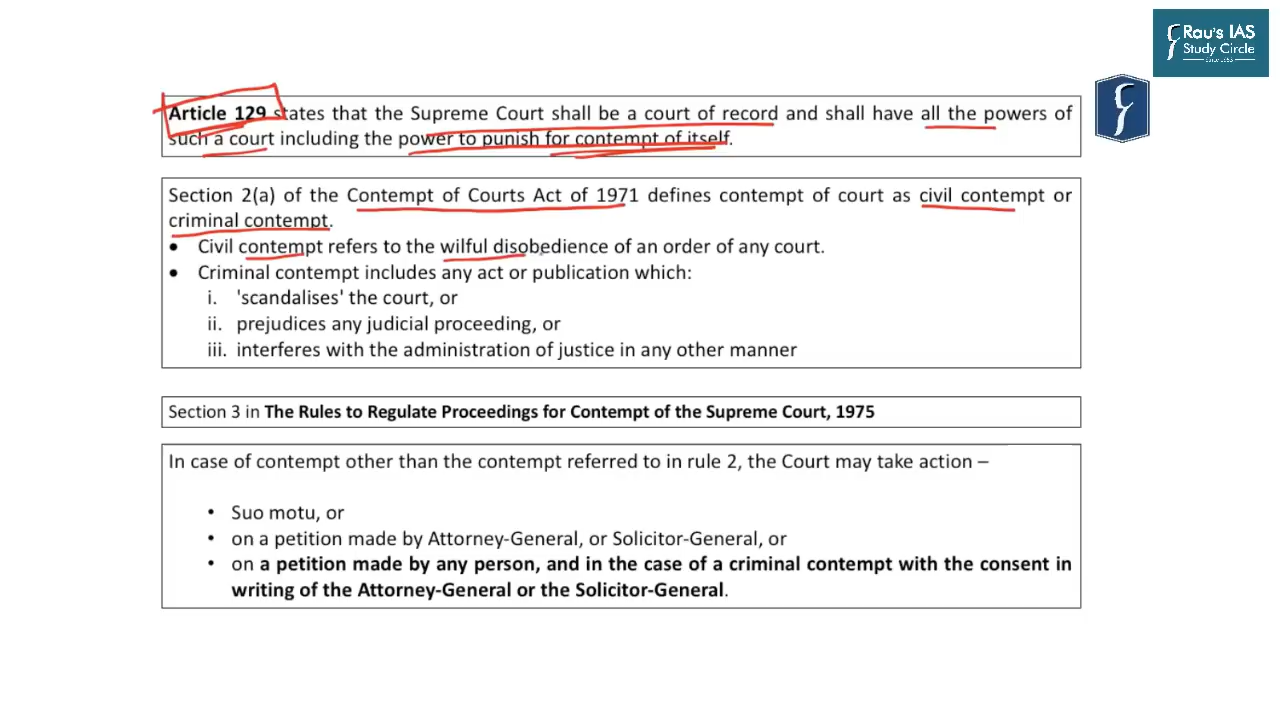 Rau's IAS
Study Circle
Article 129 states that the Supreme Court shall be a court of record and shall have all the powers of
such a court including the power to punish for contempt of itself.
Section 2(a) of the Contempt of Courts Act of 1971 defines contempt of court as civil contempt or
criminal contempt.
• Civil contempt refers to the wilful disobedience of an order of any court.
• Criminal contempt includes any act or publication which:
i. 'scandalises' the court, or
ii. prejudices any judicial proceeding, or
iii. interferes with the administration of justice in any other manner
Section 3 in The Rules to Regulate Proceedings for Contempt of the Supreme Court, 1975
In case of contempt other than the contempt referred to in rule 2, the Court may take action –
• Suo motu, or
• on a petition made by Attorney-General, or Solicitor-General, or
• on a petition made by any person, and in the case of a criminal contempt with the consent in
writing of the Attorney-General or the Solicitor-General.